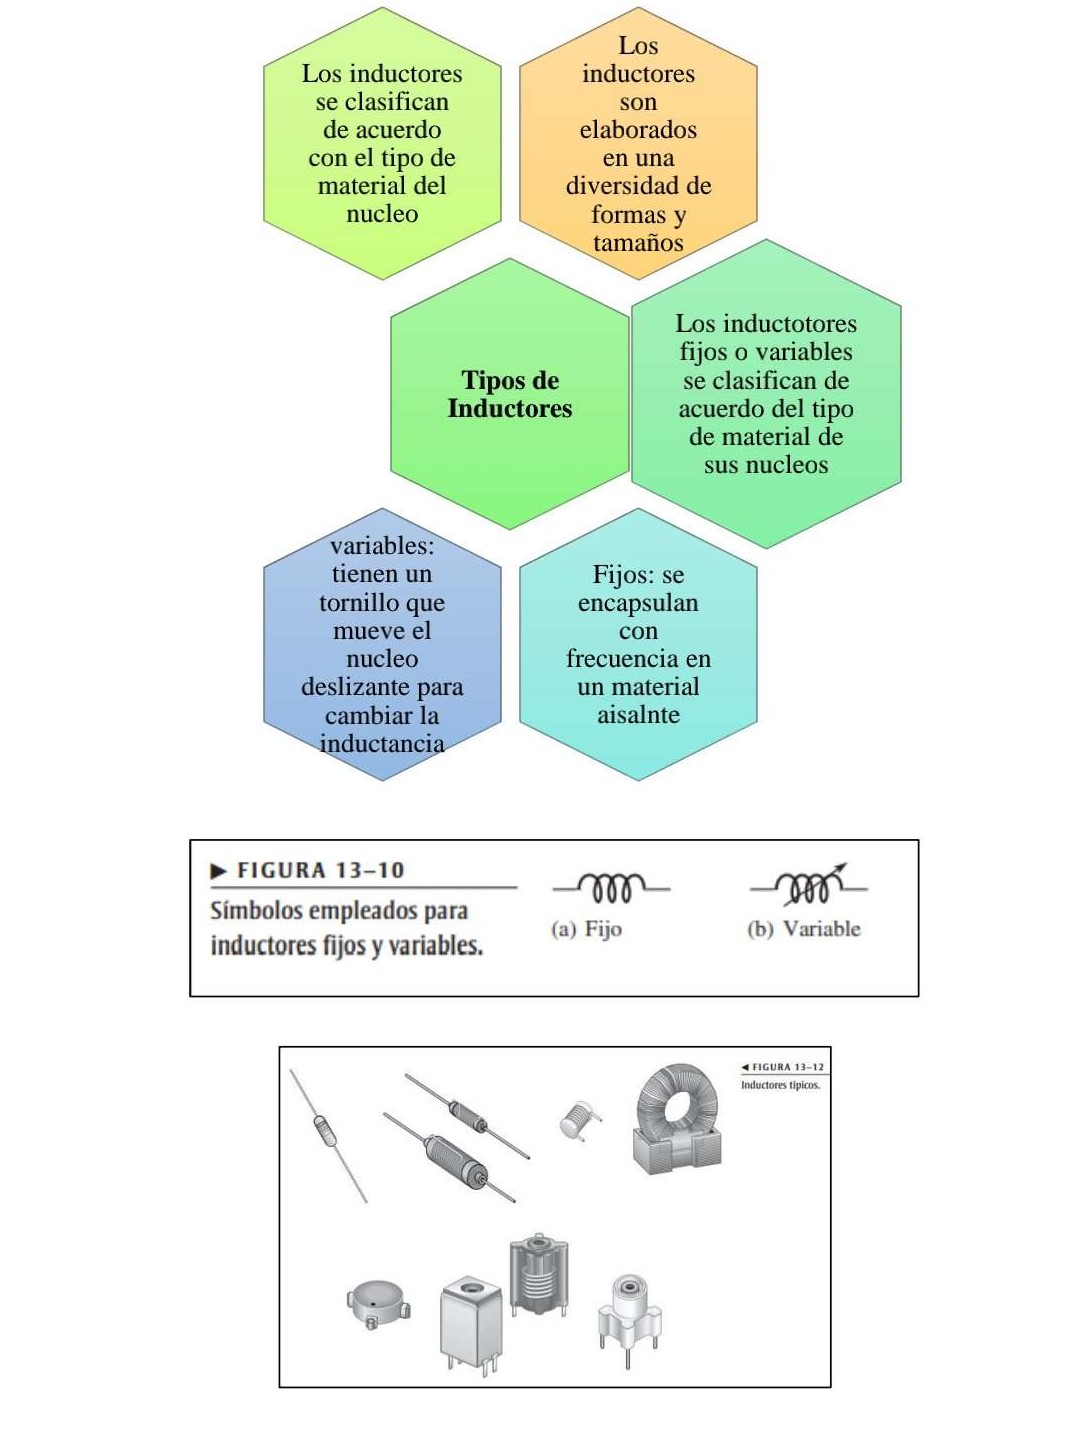 Los inductores
se clasifican
de acuerdo
con el tipo de
material del
nucleo
Los
inductores
son
elaborados
en una
diversidad de
formas y
tamaños
Tipos de
Inductores
Los inductotores
fijos o variables
se clasifican de
acuerdo del tipo
de material de
sus nucleos
variables:
tienen un
tornillo que
mueve el
nucleo
deslizante para
cambiar la
inductancia
Fijos: se
encapsulan
con
frecuencia en
un material
aisalnte
▶ FIGURA 13–10
Símbolos empleados para
inductores fijos y variables.
(a) Fijo
(b) Variable
◀ FIGURA 13–12
Inductores típicos.